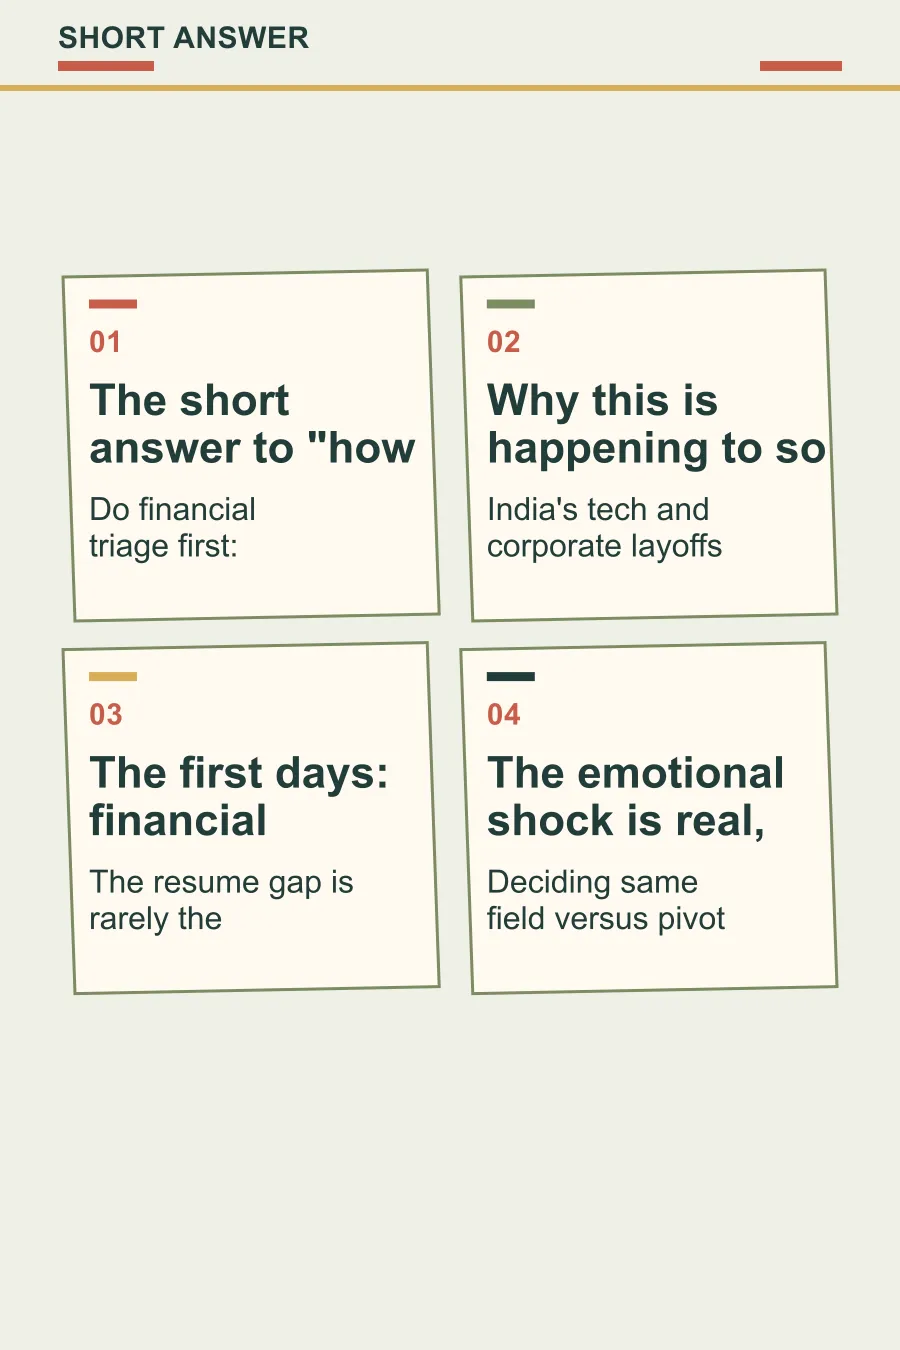 SHORT ANSWER
01
The short
answer to "how
Do financial
triage first:
02
Why this is
happening to so
India's tech and
corporate layoffs
03
The first days:
financial
The resume gap is
rarely the
04
The emotional
shock is real,
Deciding same
field versus pivot